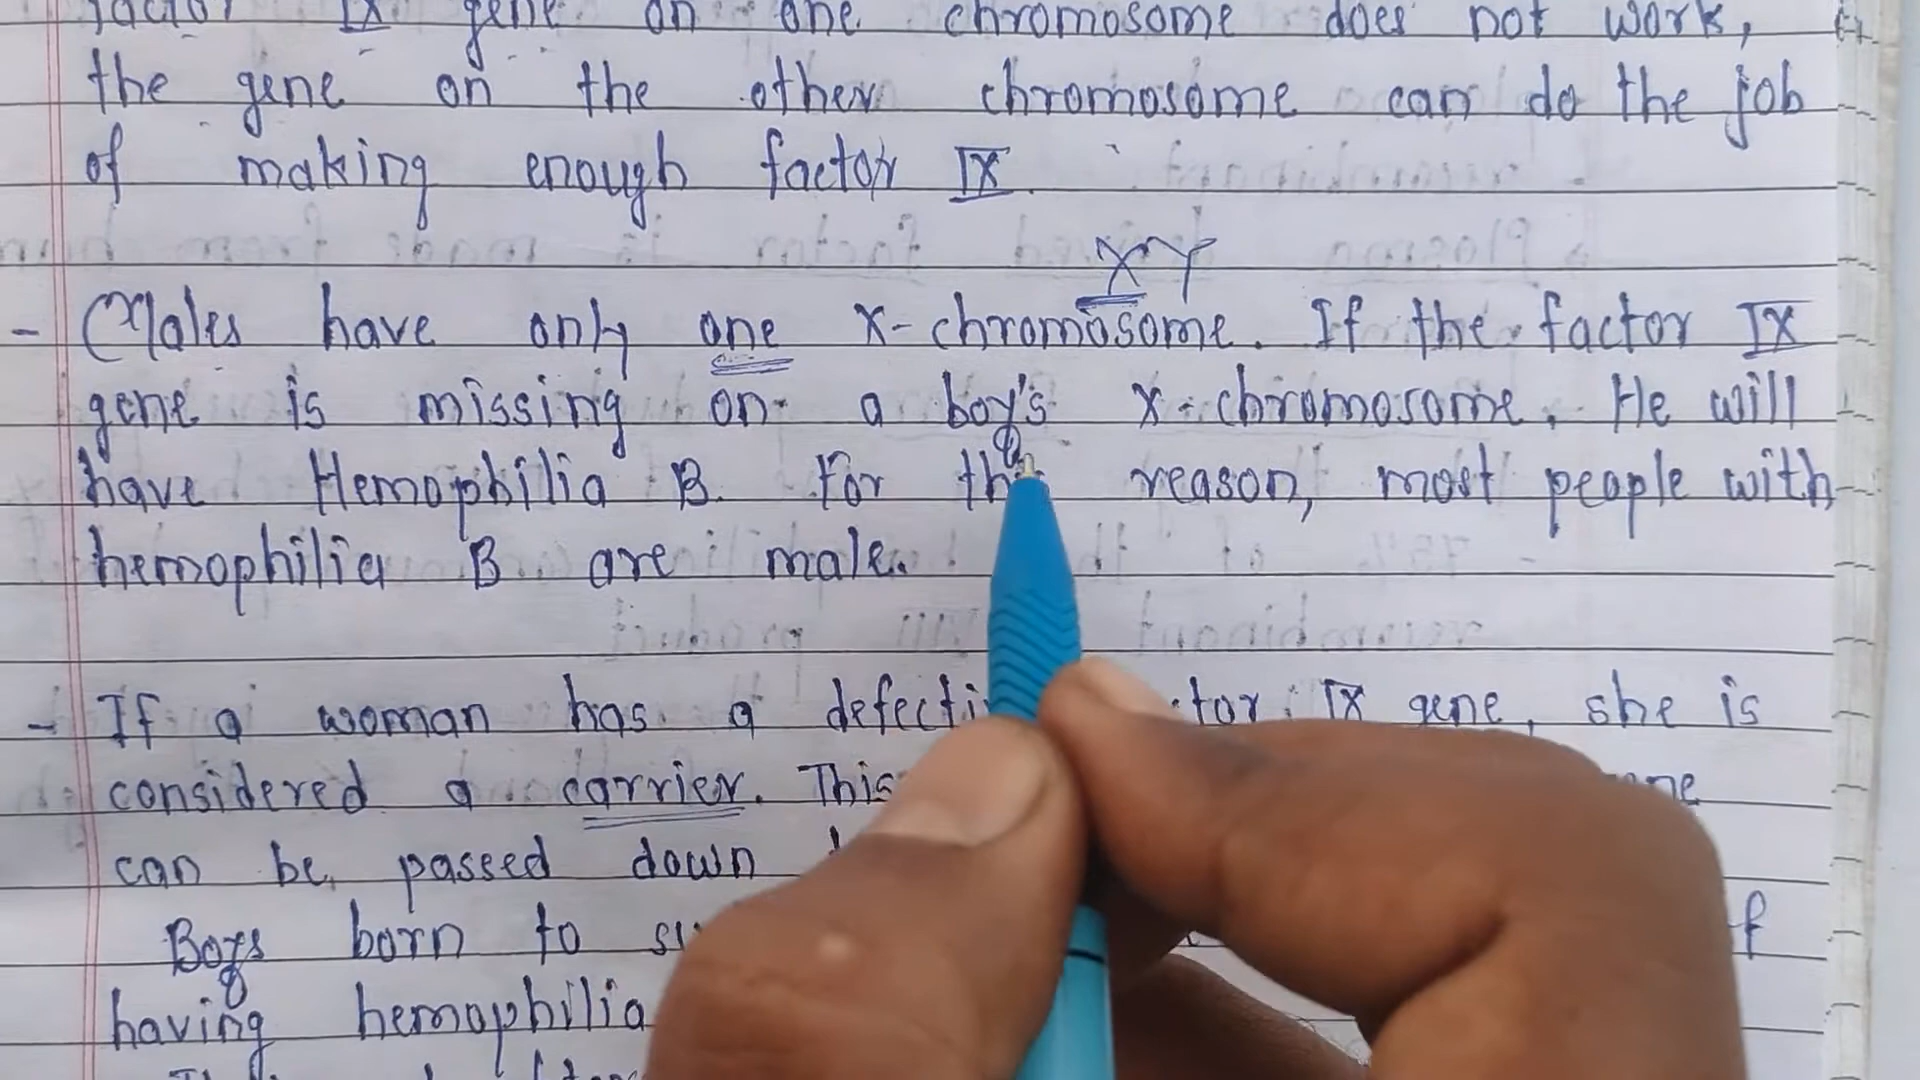 factor IX gene on one chromosome does not work,
the gene on the other chromosome can do the job
of making enough factor IX.
XY
- Males have only one X-chromosome. If the factor IX
gene is missing on a boy's X-chromosome. He will
have Hemophilia B. For this reason, most people with
hemophilia B are male.
- If a woman has a defective factor IX gene, she is
considered a carrier. This
can be passed down
Boys born to
having hemophilia